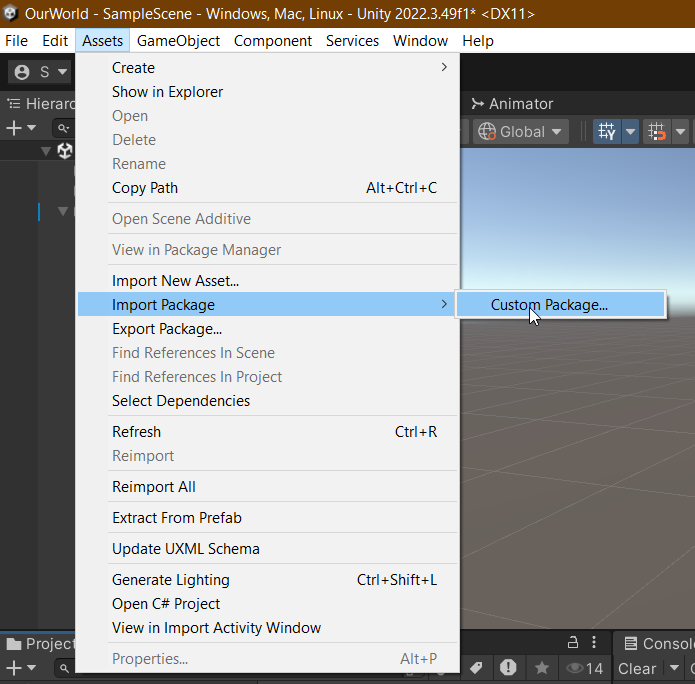 OurWorld - SampleScene - Windows, Mac, Linux - Unity 2022.3.49f1* <DX11>
File Edit Assets GameObject Component Services Window Help
S
Create
Show in Explorer
Open
Delete
Rename
Copy Path Alt+Ctrl+C
Open Scene Additive
View in Package Manager
Import New Asset...
Import Package
Custom Package...
Export Package...
Find References In Scene
Find References In Project
Select Dependencies
Refresh Ctrl+R
Reimport
Reimport All
Extract From Prefab
Update UXML Schema
Generate Lighting Ctrl+Shift+L
Open C# Project
View in Import Activity Window
Properties... Alt+P
Hierarc
Animator
Global
Project
Consol
14
Clear